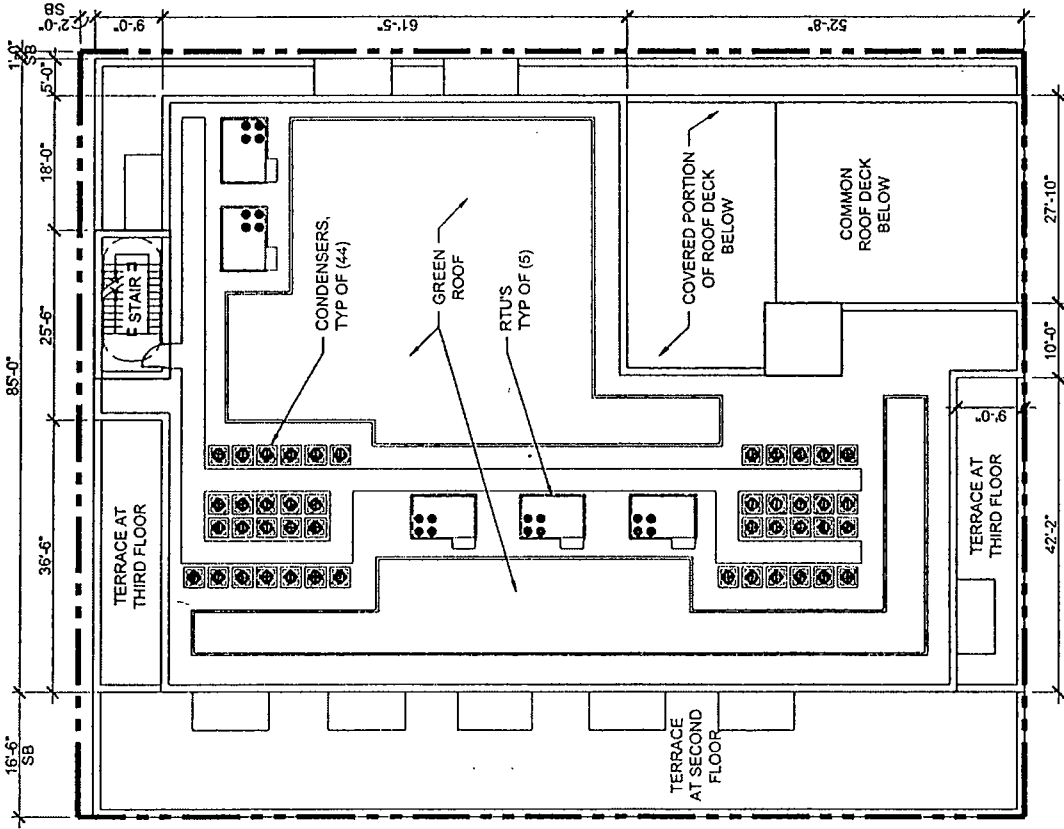 16'-6"
SB
85'-0"
1'-0"
SB
36'-6"
25'-6"
18'-0"
5'-0"
2'-0"
SB
9'-0"
61'-5"
52'-8"
TERRACE AT
THIRD FLOOR
STAIR
CONDENSERS,
TYP OF (44)
GREEN
ROOF
RTU'S
TYP OF (5)
COVERED PORTION
OF ROOF DECK
BELOW
COMMON
ROOF DECK
BELOW
TERRACE
AT SECOND
FLOOR
TERRACE AT
THIRD FLOOR
9'-0"
42'-2"
10'-0"
27'-10"